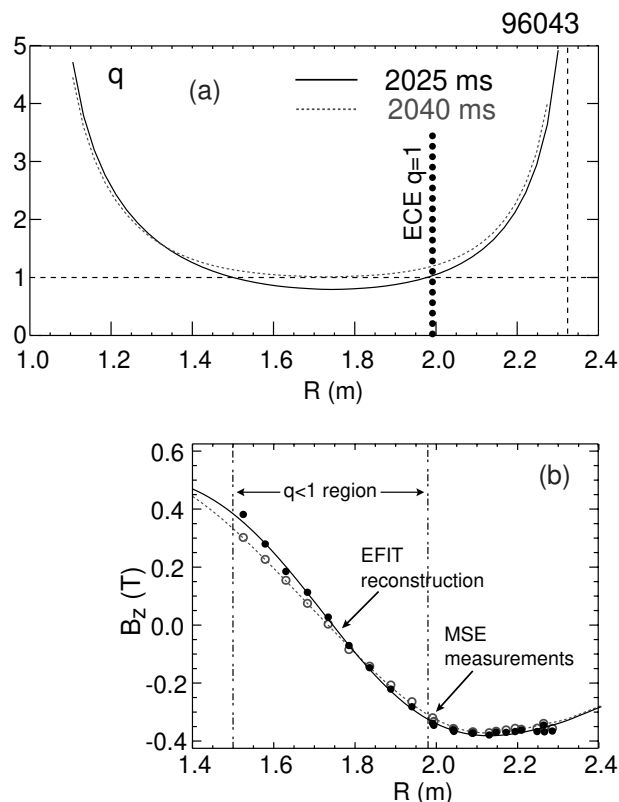 96043
q
(a)
2025 ms
2040 ms
ECE q=1
5
4
3
2
1
0
1.0 1.2 1.4 1.6 1.8 2.0 2.2 2.4
R (m)
(b)
q<1 region
EFIT
reconstruction
MSE
measurements
B_z (T)
0.6
0.4
0.2
0.0
-0.2
-0.4
1.4 1.6 1.8 2.0 2.2 2.4
R (m)